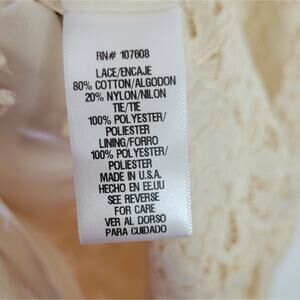 RN# 107608
LACE/ENCAJE
80% COTTON/ALGODON
20% NYLON/NILON
TIE/TIE
100% POLYESTER/
POLIESTER
LINING/FORRO
100% POLYESTER/
POLIESTER
MADE IN U.S.A.
HECHO EN EE.UU
SEE REVERSE
FOR CARE
VER AL DORSO
PARA CUIDADO